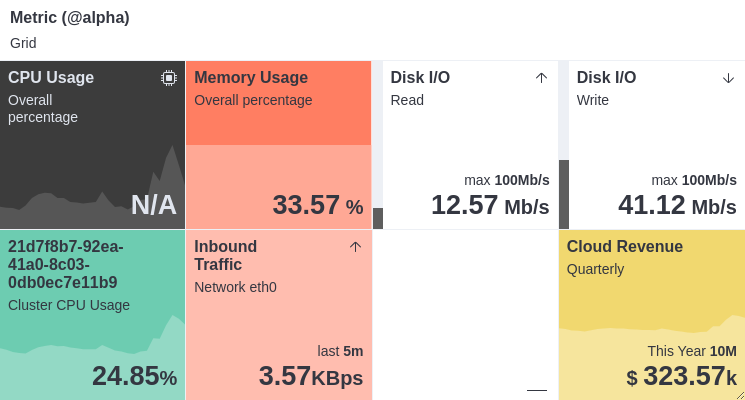 Metric (@alpha)
Grid
CPU Usage
Overall
percentage
N/A
Memory Usage
Overall percentage
33.57 %
Disk I/O
Read
max 100Mb/s
12.57 Mb/s
Disk I/O
Write
max 100Mb/s
41.12 Mb/s
21d7f8b7-92ea-
41a0-8c03-
0db0ec7e11b9
Cluster CPU Usage
24.85%
Inbound
Traffic
Network eth0
last 5m
3.57KBps
Cloud Revenue
Quarterly
This Year 10M
$ 323.57k